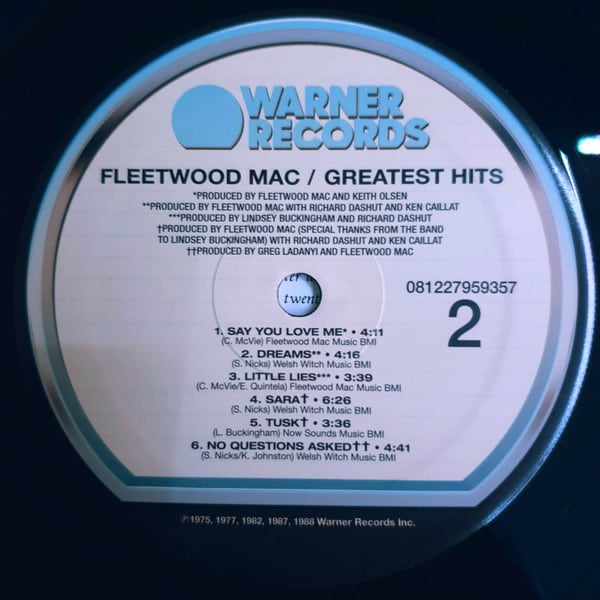 WARNER
RECORDS
FLEETWOOD MAC / GREATEST HITS
*PRODUCED BY FLEETWOOD MAC AND KEITH OLSEN
**PRODUCED BY FLEETWOOD MAC WITH RICHARD DASHUT AND KEN CAILLAT
***PRODUCED BY LINDSEY BUCKINGHAM AND RICHARD DASHUT
†PRODUCED BY FLEETWOOD MAC (SPECIAL THANKS FROM THE BAND
TO LINDSEY BUCKINGHAM) WITH RICHARD DASHUT AND KEN CAILLAT
††PRODUCED BY GREG LADANYI AND FLEETWOOD MAC
twent
081227959357
2
1. SAY YOU LOVE ME* • 4:11
(C. McVie) Fleetwood Mac Music BMI
2. DREAMS** • 4:16
(S. Nicks) Welsh Witch Music BMI
3. LITTLE LIES*** • 3:39
(C. McVie/E. Quintela) Fleetwood Mac Music BMI
4. SARA† • 6:26
(S. Nicks) Welsh Witch Music BMI
5. TUSK† • 3:36
(L. Buckingham) Now Sounds Music BMI
6. NO QUESTIONS ASKED†† • 4:41
(S. Nicks/K. Johnston) Welsh Witch Music BMI
℗1975, 1977, 1982, 1987, 1988 Warner Records Inc.